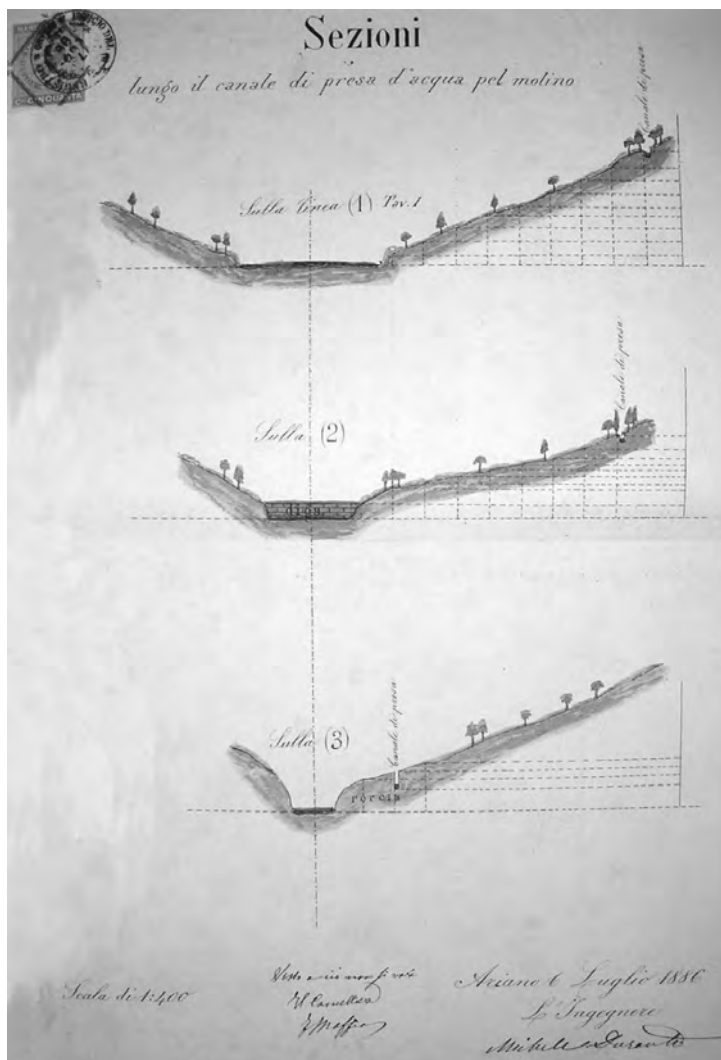 Sezioni
lungo il canale di presa d'acqua pel molino
CINQUANTA
Canale di presa
Sulla linea (1) Tav. 1
Canale di presa
Sulla (2)
diga
Canale di presa
Sulla (3)
roccia
Scala di 1:400
Ariano 6 Luglio 1886
L'Ingegnere
Michele